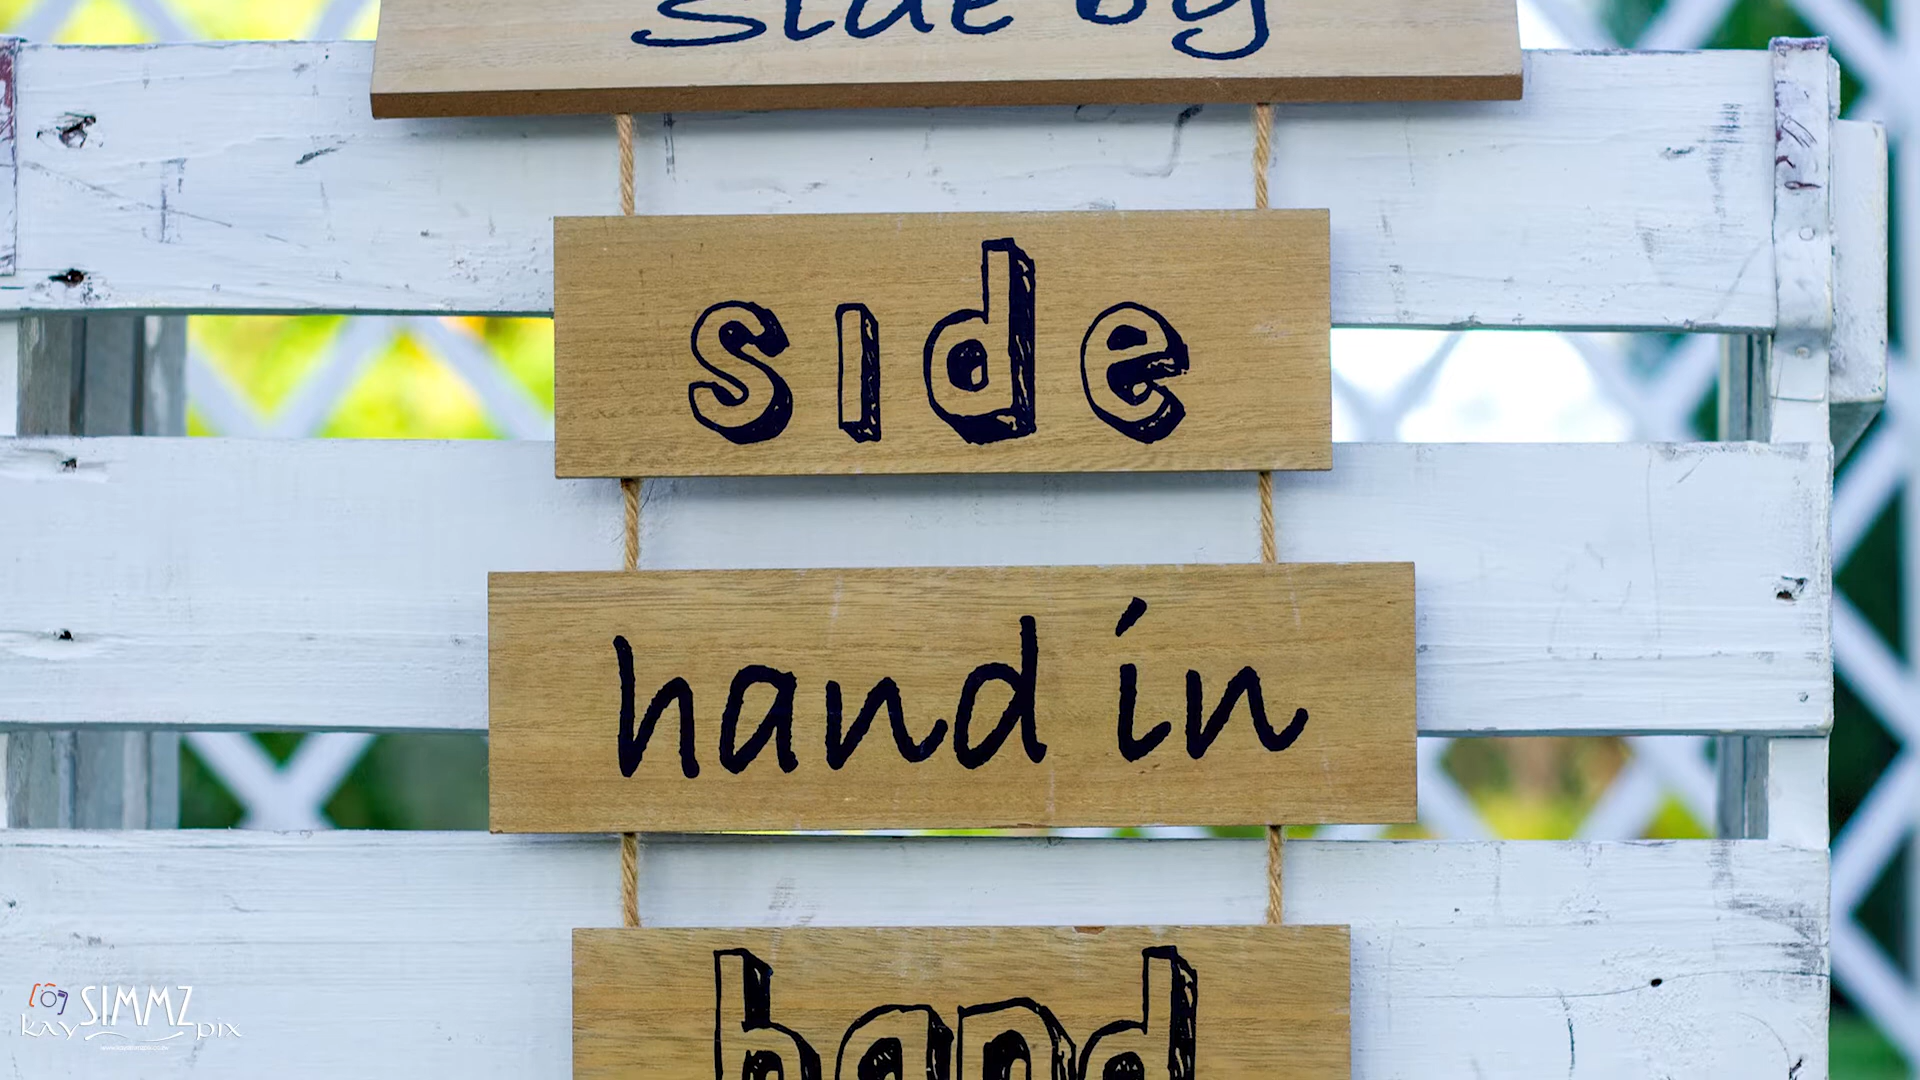 side by
side
hand in
hand
SIMMZ
kay pix